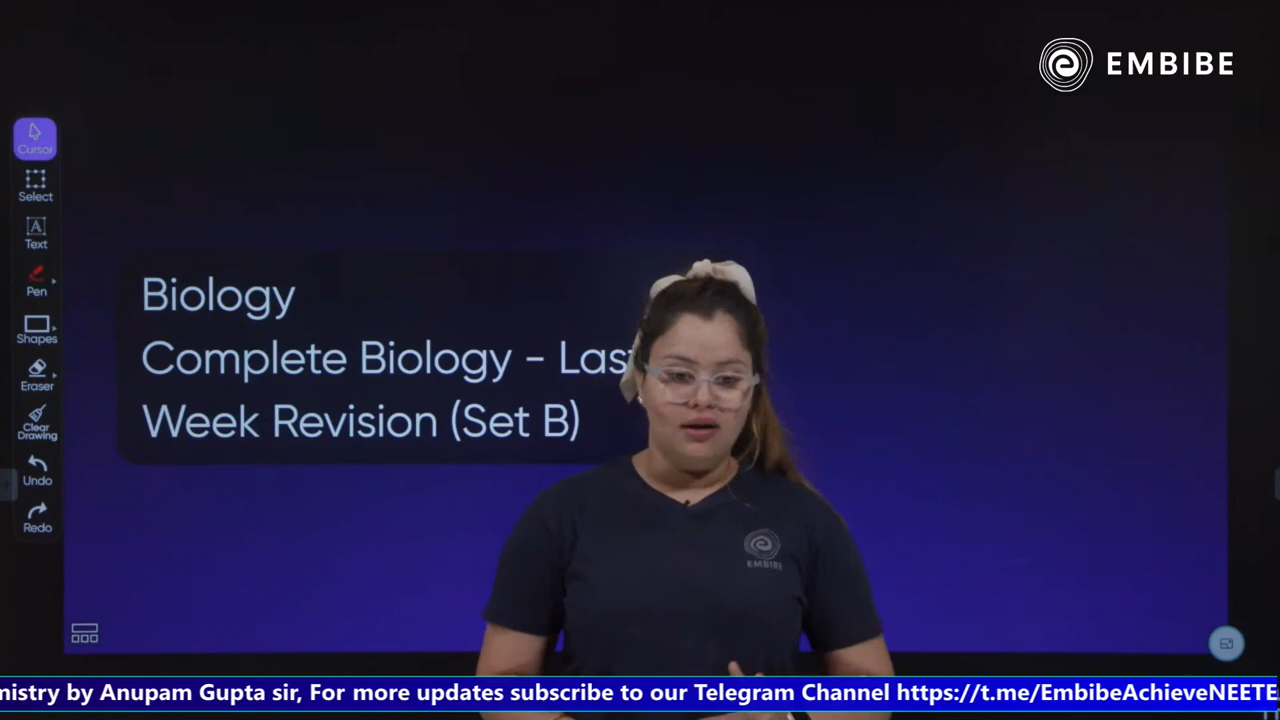 EMBIBE
Cursor
Select
Text
Pen
Shapes
Eraser
Clear
Drawing
Undo
Redo
Biology
Complete Biology - Las
Week Revision (Set B)
EMBIBE
mistry by Anupam Gupta sir, For more updates subscribe to our Telegram Channel https://t.me/EmbibeAchieveNEETE